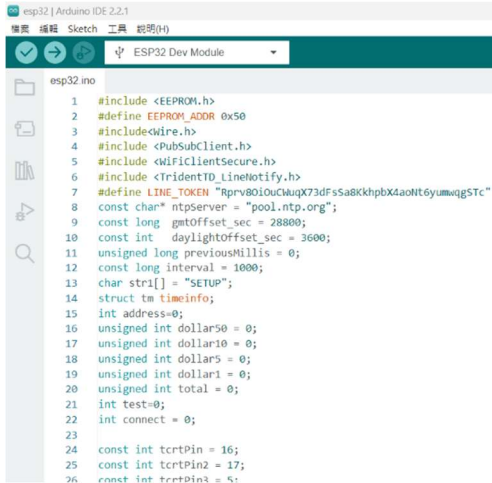 esp32 | Arduino IDE 2.2.1
檔案 編輯 Sketch 工具 說明(H)
ESP32 Dev Module
esp32.ino
1 #include <EEPROM.h>
2 #define EEPROM_ADDR 0x50
3 #include<Wire.h>
4 #include <PubSubClient.h>
5 #include <WiFiClientSecure.h>
6 #include <TridentTD_LineNotify.h>
7 #define LINE_TOKEN "Rprv8OiOuCWuqX73dFsSa8KkhpbX4aoNt6yumwqgSTc"
8 const char* ntpServer = "pool.ntp.org";
9 const long gmtOffset_sec = 28800;
10 const int daylightOffset_sec = 3600;
11 unsigned long previousMillis = 0;
12 const long interval = 1000;
13 char str1[] = "SETUP";
14 struct tm timeinfo;
15 int address=0;
16 unsigned int dollar50 = 0;
17 unsigned int dollar10 = 0;
18 unsigned int dollar5 = 0;
19 unsigned int dollar1 = 0;
20 unsigned int total = 0;
21 int test=0;
22 int connect = 0;
23
24 const int tcrtPin = 16;
25 const int tcrtPin2 = 17;
26 const int tcrtPin3 = 5;